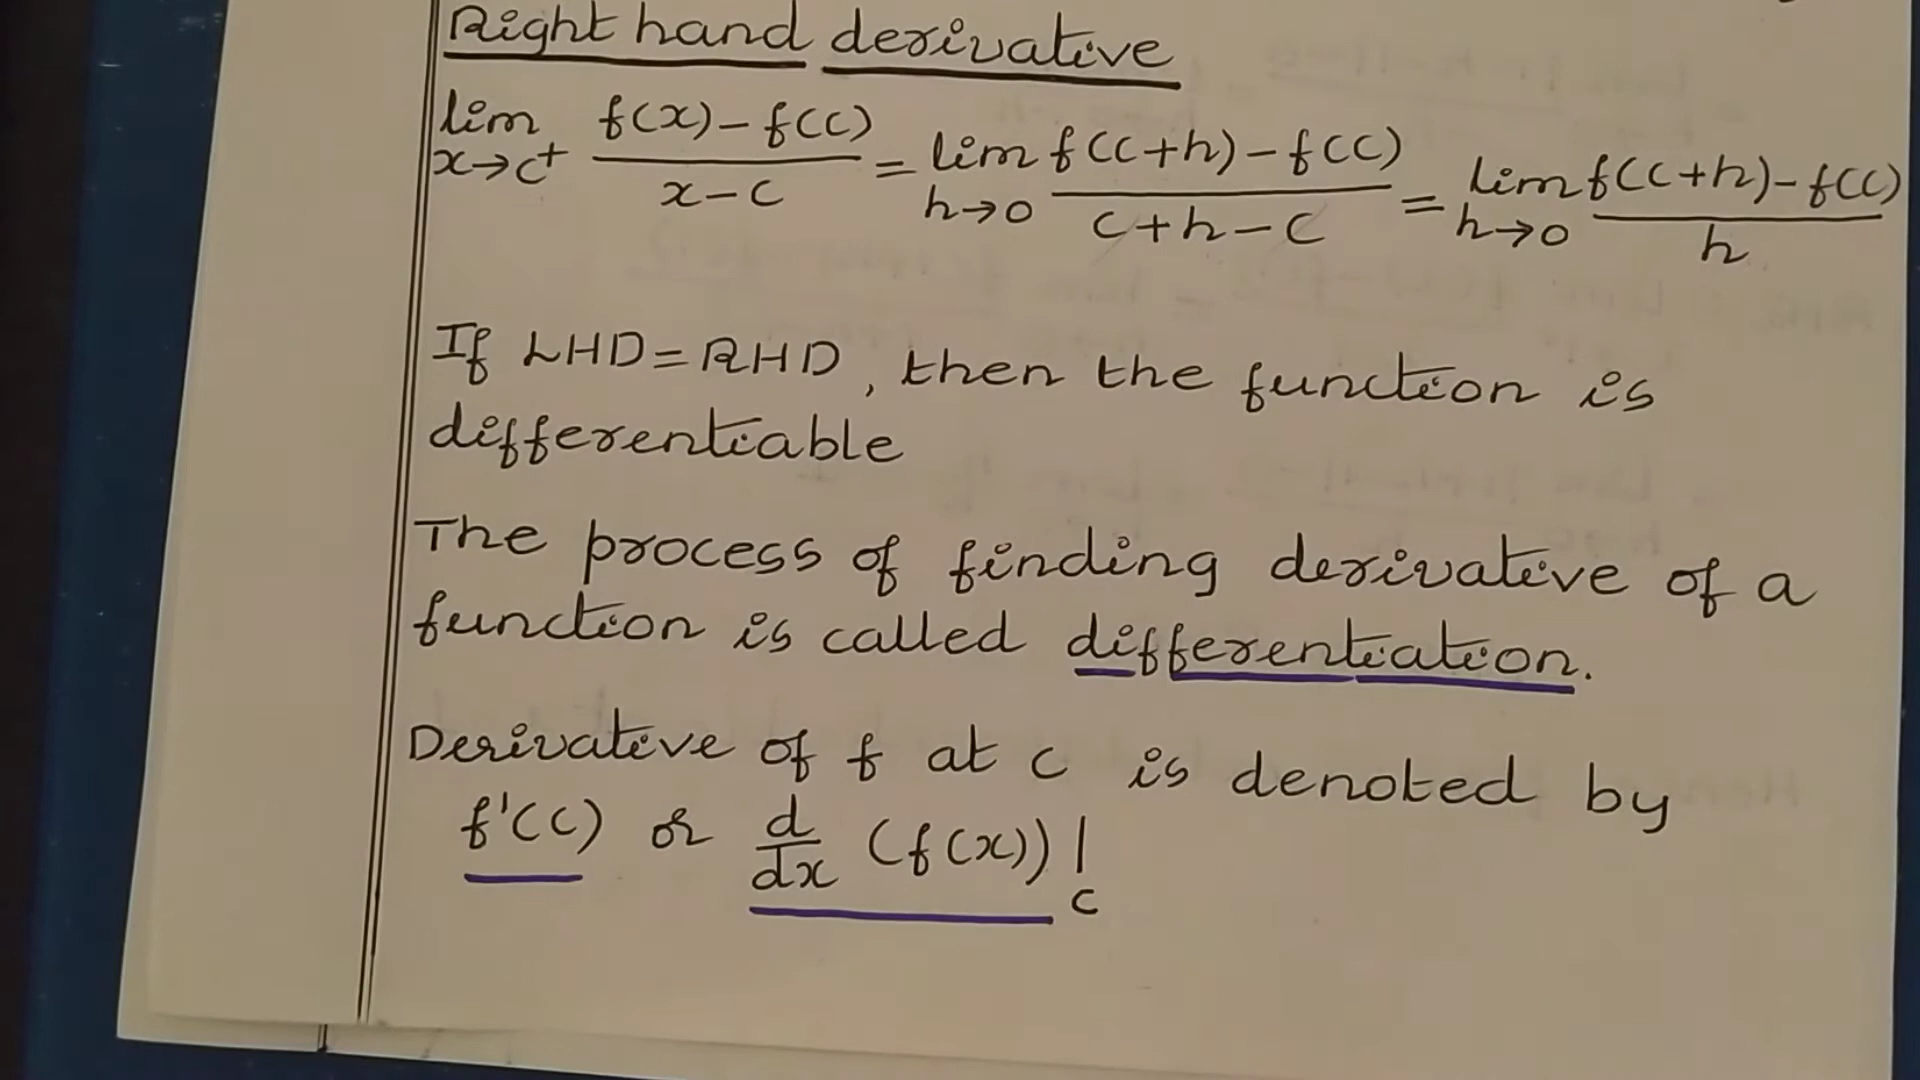 Right hand derivative
lim x→c⁺ (f(x)-f(c))/(x-c) = lim h→0 (f(c+h)-f(c))/(c+h-c) = lim h→0 (f(c+h)-f(c))/h
If LHD=RHD, then the function is
differentiable
The process of finding derivative of a
function is called differentiation.
Derivative of f at c is denoted by
f'(c) or d/dx (f(x))|c